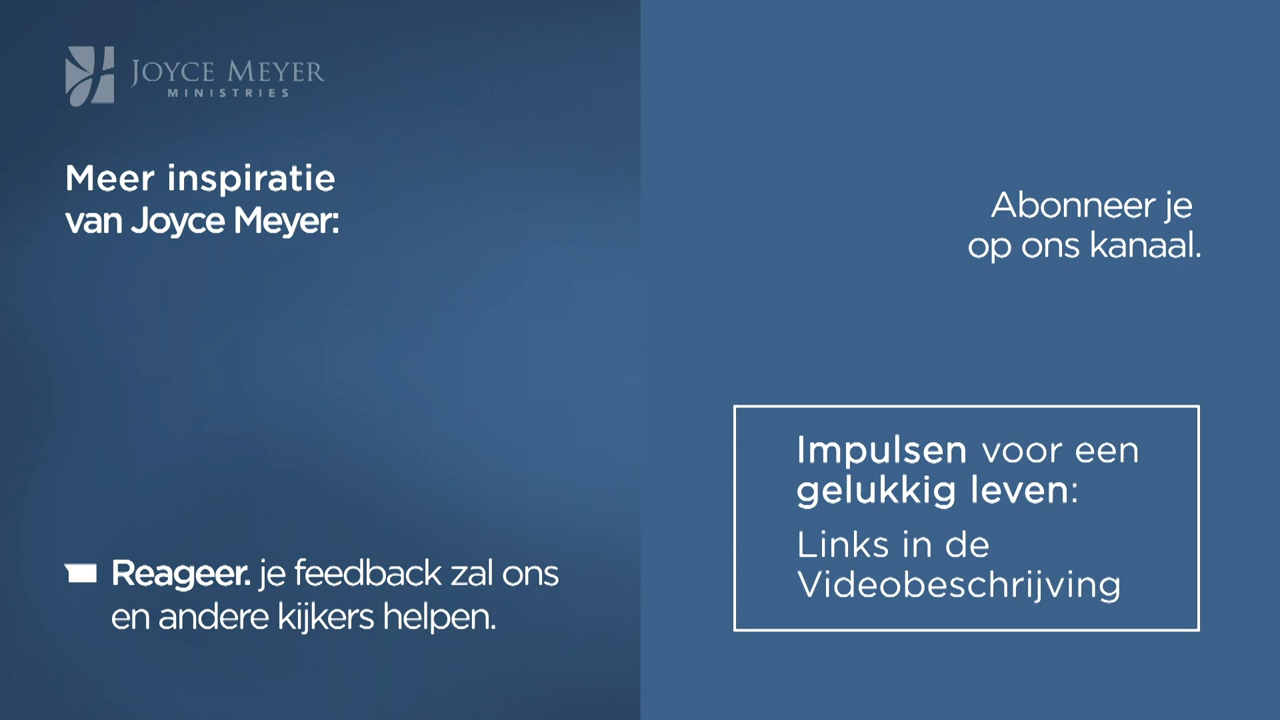 JOYCE MEYER
MINISTRIES
Meer inspiratie
van Joyce Meyer:
Abonneer je
op ons kanaal.
Impulsen voor een
gelukkig leven:
Links in de
Videobeschrijving
Reageer. je feedback zal ons
en andere kijkers helpen.